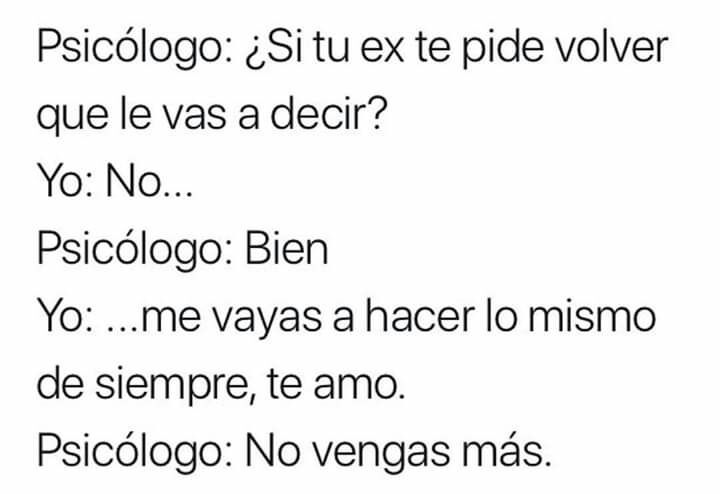 Psicólogo: ¿Si tu ex te pide volver
que le vas a decir?
Yo: No...
Psicólogo: Bien
Yo: ...me vayas a hacer lo mismo
de siempre, te amo.
Psicólogo: No vengas más.